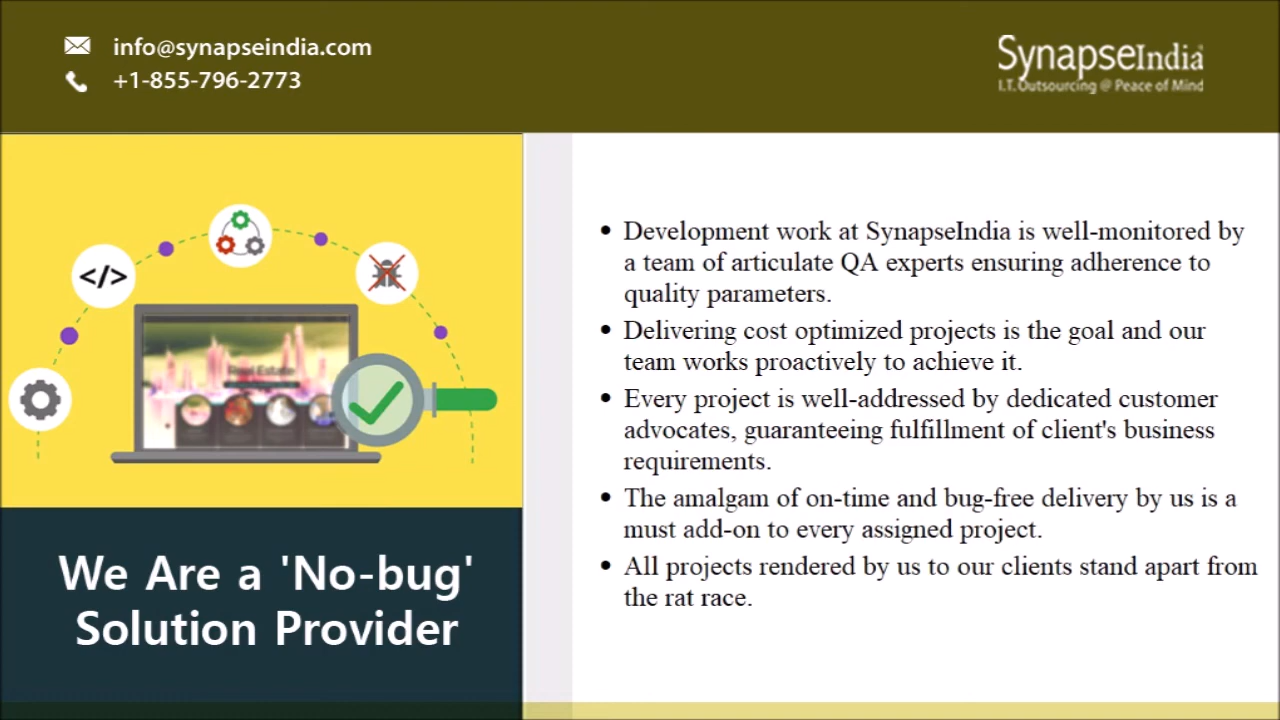 info@synapseindia.com
+1-855-796-2773
SynapseIndia
I.T. Outsourcing @ Peace of Mind
</>
Real Estate
We Are a 'No-bug'
Solution Provider
• Development work at SynapseIndia is well-monitored by
a team of articulate QA experts ensuring adherence to
quality parameters.
• Delivering cost optimized projects is the goal and our
team works proactively to achieve it.
• Every project is well-addressed by dedicated customer
advocates, guaranteeing fulfillment of client's business
requirements.
• The amalgam of on-time and bug-free delivery by us is a
must add-on to every assigned project.
• All projects rendered by us to our clients stand apart from
the rat race.